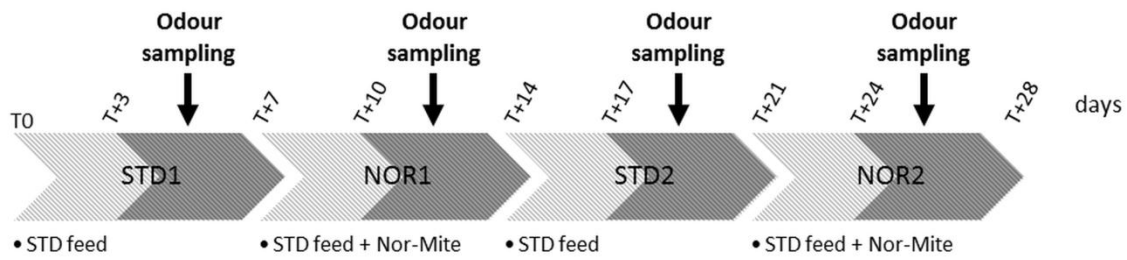 Odour
sampling
Odour
sampling
Odour
sampling
Odour
sampling
T0
T+3
T+7
T+10
T+14
T+17
T+21
T+24
T+28
days
STD1
NOR1
STD2
NOR2
• STD feed
• STD feed + Nor-Mite
• STD feed
• STD feed + Nor-Mite